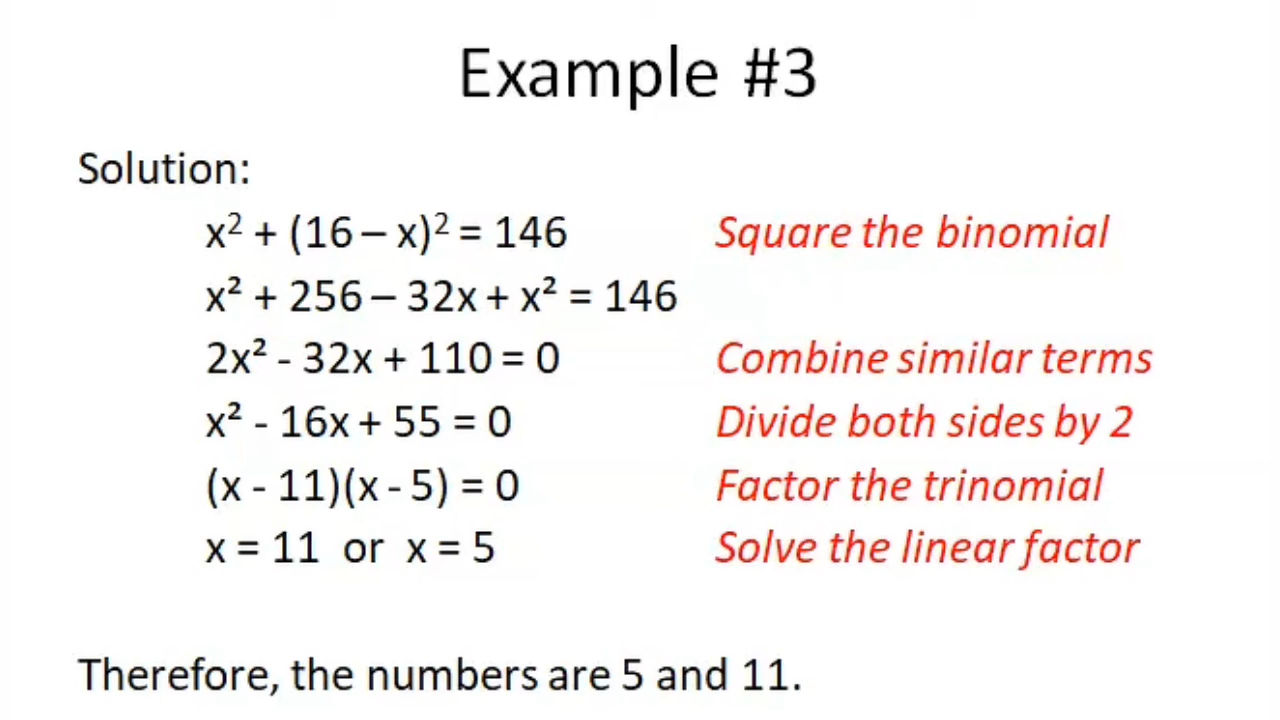 Example #3
Solution:
x² + (16 – x)² = 146 Square the binomial
x² + 256 – 32x + x² = 146
2x² - 32x + 110 = 0 Combine similar terms
x² - 16x + 55 = 0 Divide both sides by 2
(x - 11)(x - 5) = 0 Factor the trinomial
x = 11 or x = 5 Solve the linear factor
Therefore, the numbers are 5 and 11.